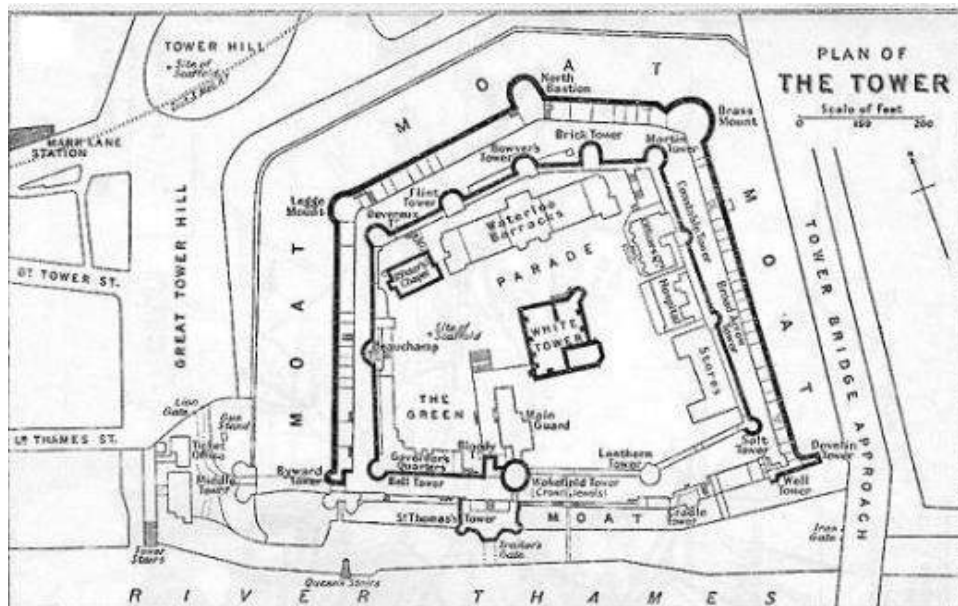 PLAN OF
THE TOWER
Scale of Feet
0 100 200
TOWER HILL
Site of
Scaffold
MARK LANE
STATION
GREAT TOWER HILL
Gt TOWER ST.
Lr THAMES ST.
MOAT
North
Bastion
Brass
Mount
Legge
Mount
Brick Tower
Bowyer's
Tower
Martin
Tower
Flint
Tower
Devereux
Waterloo
Barracks
PARADE
Constable Tower
Broad Arrow
Tower
Hospital
Stores
WHITE
TOWER
Site of
Scaffold
Beauchamp
THE
GREEN
MOAT
MOAT
TOWER BRIDGE APPROACH
Main
Guard
Bloody
Governor's
Quarters
Bell Tower
Byward
Tower
Lion
Gate
Gun
Stand
Ticket
Office
Middle
Tower
Tower
Stairs
Wakefield Tower
(Crown Jewels)
Lanthorn
Tower
Salt
Tower
Develin
Tower
Well
Tower
Cradle
Tower
St Thomas's Tower
MOAT
Traitor's
Gate
Iron
Gate
Queen's Stairs
RIVER THAMES